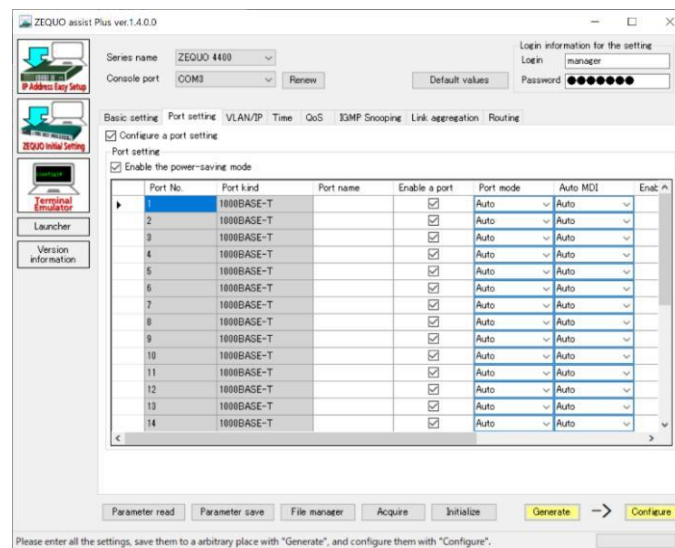 ZEQUO assist Plus ver.1.4.0.0
Series name ZEQUO 4400
Console port COM3 Renew Default values
Login information for the setting
Login manager
Password ●●●●●●●
IP Address Easy Setup
ZEQUO Initial Setting
Terminal
Emulator
Launcher
Version
information
Basic setting Port setting VLAN/IP Time QoS IGMP Snooping Link aggregation Routing
Configure a port setting
Port setting
Enable the power-saving mode
Port No. Port kind Port name Enable a port Port mode Auto MDI Enab
1 1000BASE-T Auto Auto
2 1000BASE-T Auto Auto
3 1000BASE-T Auto Auto
4 1000BASE-T Auto Auto
5 1000BASE-T Auto Auto
6 1000BASE-T Auto Auto
7 1000BASE-T Auto Auto
8 1000BASE-T Auto Auto
9 1000BASE-T Auto Auto
10 1000BASE-T Auto Auto
11 1000BASE-T Auto Auto
12 1000BASE-T Auto Auto
13 1000BASE-T Auto Auto
14 1000BASE-T Auto Auto
Parameter read Parameter save File manager Acquire Initialize Generate -> Configure
Please enter all the settings, save them to a arbitrary place with "Generate", and configure them with "Configure".